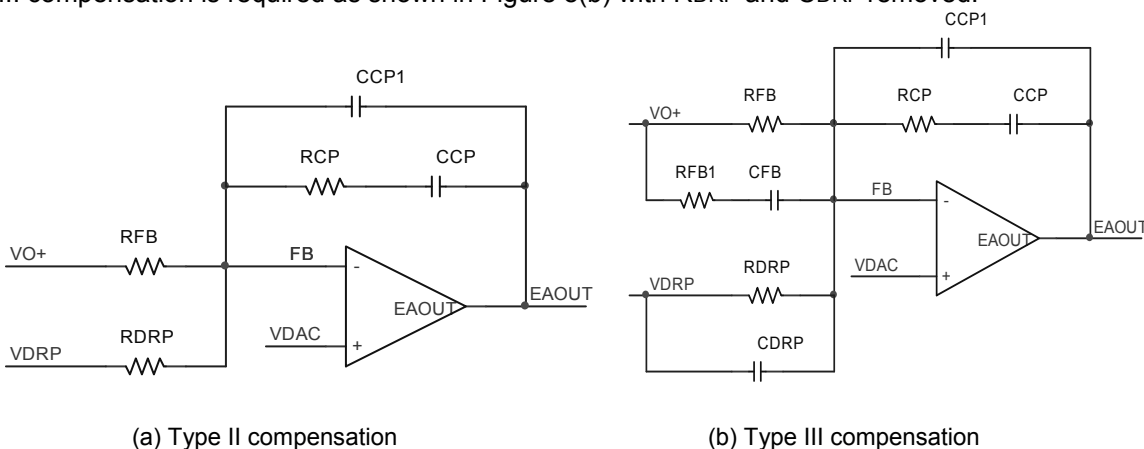 compensation is required as shown in Figure (b) with RDRP and CDRP removed.
CCP1
RCP
CCP
VO+
RFB
FB
EAOUT
EAOUT
VDRP
RDRP
VDAC
-
+
(a) Type II compensation
CCP1
VO+
RFB
RCP
CCP
RFB1
CFB
FB
-
EAOUT
EAOUT
VDAC
+
VDRP
RDRP
CDRP
(b) Type III compensation